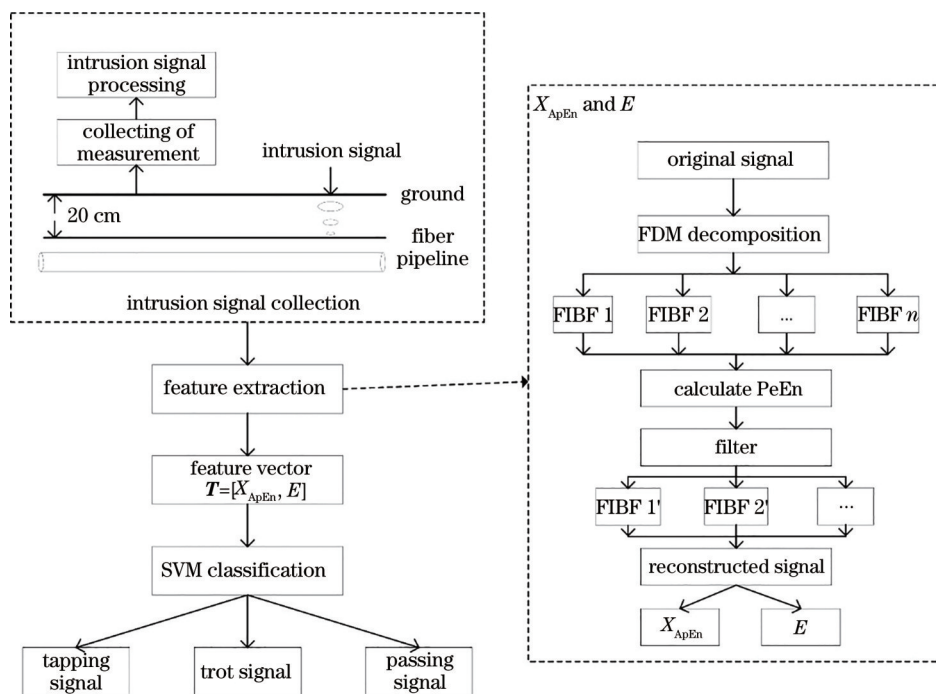 intrusion signal
processing
collecting of
measurement
intrusion signal
ground
20 cm
fiber
pipeline
intrusion signal collection
feature extraction
feature vector
T=[X_ApEn, E]
SVM classification
tapping
signal
trot signal
passing
signal
X_ApEn and E
original signal
FDM decomposition
FIBF 1
FIBF 2
...
FIBF n
calculate PeEn
filter
FIBF 1'
FIBF 2'
...
reconstructed signal
X_ApEn
E